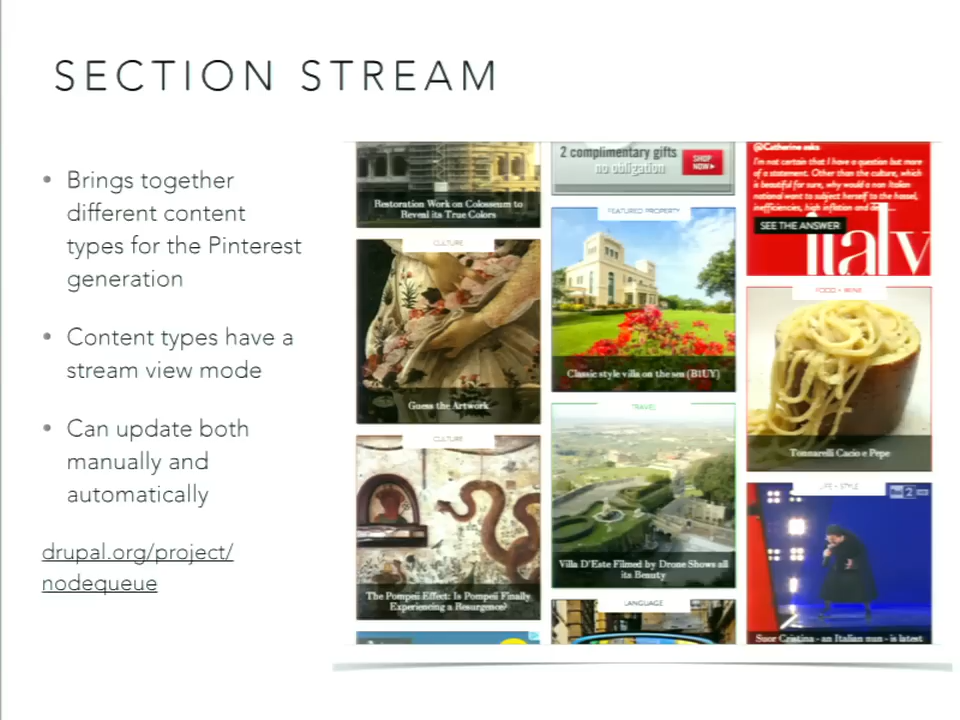 SECTION STREAM
• Brings together
different content
types for the Pinterest
generation
• Content types have a
stream view mode
• Can update both
manually and
automatically
drupal.org/project/
nodequeue
Restoration Work on Colosseum to
Reveal its True Colors
CULTURE
Guess the Artwork
CULTURE
The Pompeii Effect: Is Pompeii Finally
Experiencing a Resurgence?
2 complimentary gifts
no obligation
SHOP
NOW
FEATURED PROPERTY
Classic style villa on the sea (B1UY)
TRAVEL
Villa D'Este Filmed by Drone Shows all
its Beauty
LANGUAGE
@Catherine asks
I'm not certain that I have a question but more
of a statement. Other than the culture, which
is beautiful for sure, why would a non Italian
national want to subject herself to the hassel,
inefficiencies, high inflation and
SEE THE ANSWER
italy
FOOD + WINE
Tonnarelli Cacio e Pepe
LIFE + STYLE
Rai 2
Suor Cristina - an Italian nun - is latest